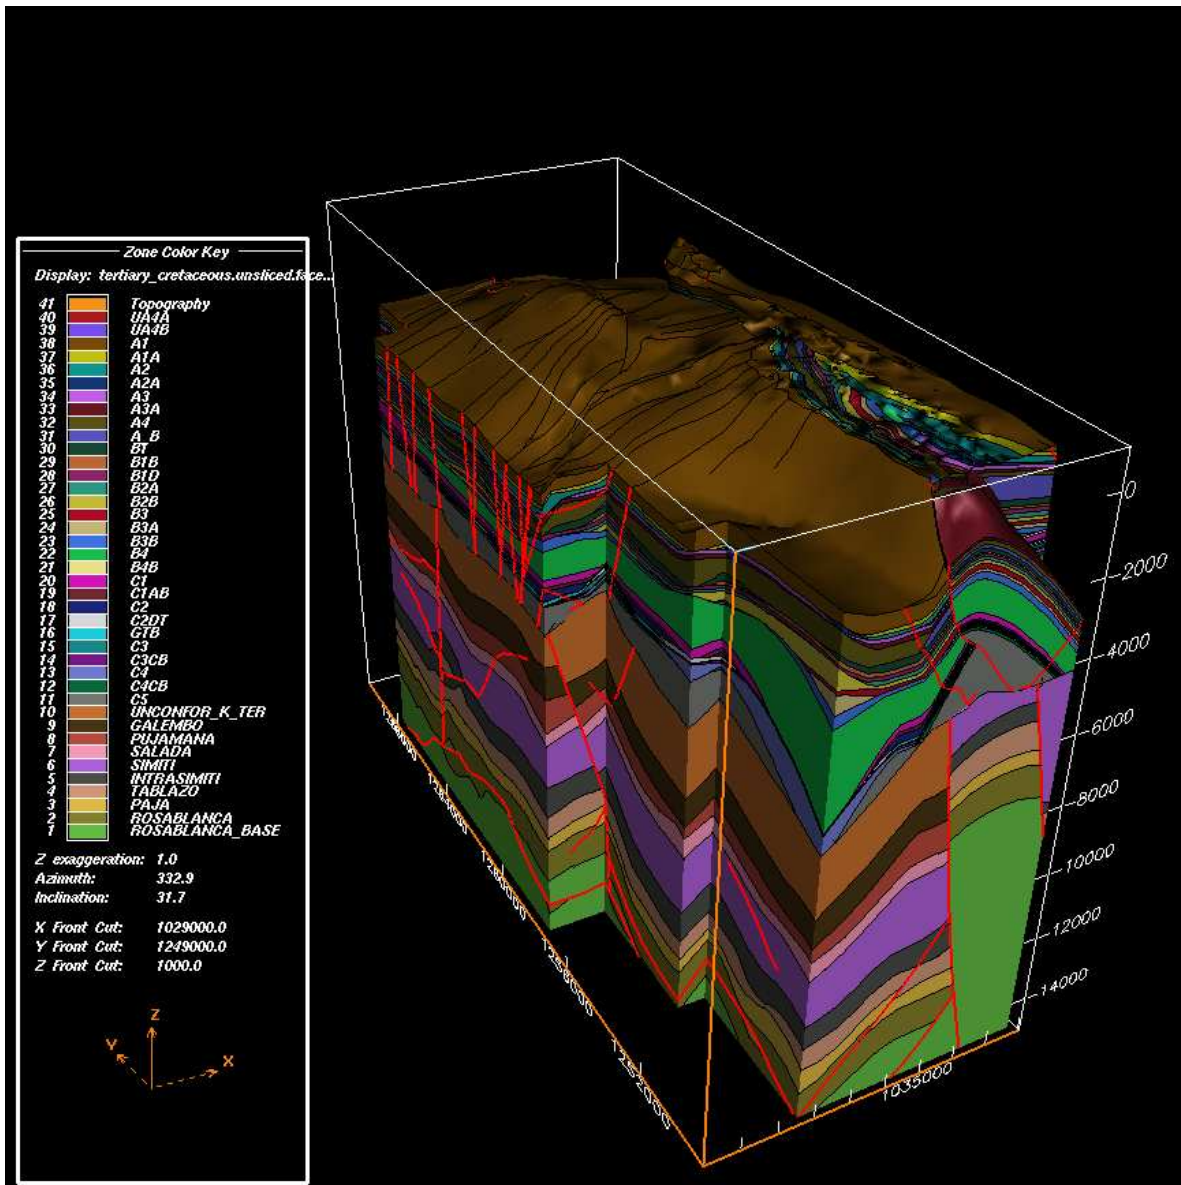 Zone Color Key
Display: tertiary_cretaceous.unsliced.face...
41 Topography
40 UA4A
39 UA4B
38 A1
37 A1A
36 A2
35 A2A
34 A3
33 A3A
32 A4
31 A_B
30 BT
29 B1B
28 B1D
27 B2A
26 B2B
25 B3
24 B3A
23 B3B
22 B4
21 B4B
20 C1
19 C1AB
18 C2
17 C2DT
16 GTB
15 C3
14 C3CB
13 C4
12 C4CB
11 C5
10 UNCONFOR_K_TER
9 GALEMBO
8 PUJAMANA
7 SALADA
6 SIMITI
5 INTRASIMITI
4 TABLAZO
3 PAJA
2 ROSABLANCA
1 ROSABLANCA_BASE
Z exaggeration: 1.0
Azimuth: 332.9
Inclination: 31.7
X Front Cut: 1029000.0
Y Front Cut: 1249000.0
Z Front Cut: 1000.0
Z
Y
X
0
-2000
-4000
-6000
-8000
-10000
-12000
-14000
1035000
1252000